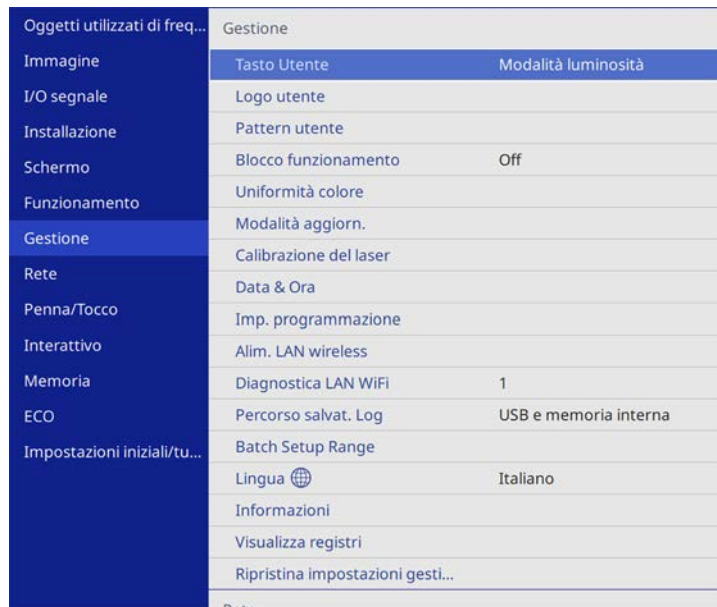 Oggetti utilizzati di freq...
Immagine
I/O segnale
Installazione
Schermo
Funzionamento
Gestione
Rete
Penna/Tocco
Interattivo
Memoria
ECO
Impostazioni iniziali/tu...
Gestione
Tasto Utente Modalità luminosità
Logo utente
Pattern utente
Blocco funzionamento Off
Uniformità colore
Modalità aggiorn.
Calibrazione del laser
Data & Ora
Imp. programmazione
Alim. LAN wireless
Diagnostica LAN WiFi 1
Percorso salvat. Log USB e memoria interna
Batch Setup Range
Lingua Italiano
Informazioni
Visualizza registri
Ripristina impostazioni gesti...